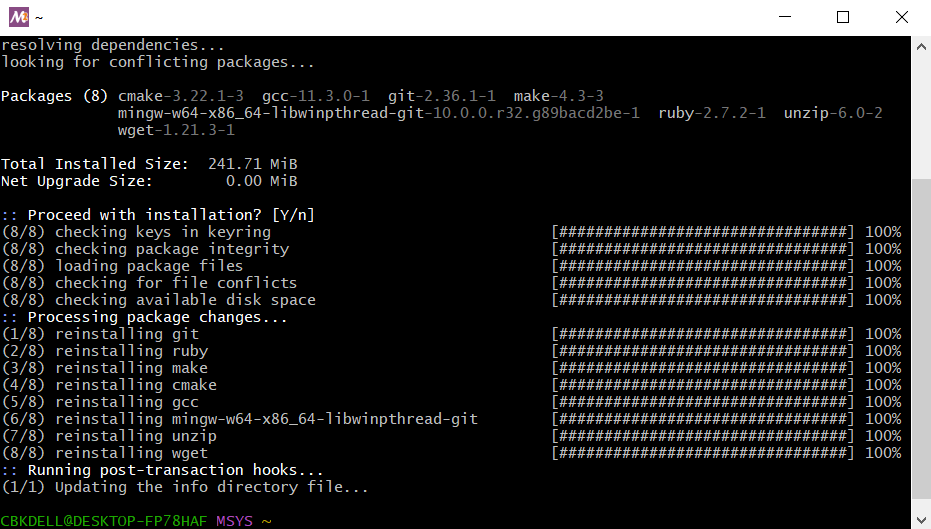 M ~
resolving dependencies...
looking for conflicting packages...
Packages (8) cmake-3.22.1-3  gcc-11.3.0-1  git-2.36.1-1  make-4.3-3
mingw-w64-x86_64-libwinpthread-git-10.0.0.r32.g89bacd2be-1  ruby-2.7.2-1  unzip-6.0-2
wget-1.21.3-1
Total Installed Size:  241.71 MiB
Net Upgrade Size:        0.00 MiB
:: Proceed with installation? [Y/n]
(8/8) checking keys in keyring [################################] 100%
(8/8) checking package integrity [################################] 100%
(8/8) loading package files [################################] 100%
(8/8) checking for file conflicts [################################] 100%
(8/8) checking available disk space [################################] 100%
:: Processing package changes...
(1/8) reinstalling git [################################] 100%
(2/8) reinstalling ruby [################################] 100%
(3/8) reinstalling make [################################] 100%
(4/8) reinstalling cmake [################################] 100%
(5/8) reinstalling gcc [################################] 100%
(6/8) reinstalling mingw-w64-x86_64-libwinpthread-git [################################] 100%
(7/8) reinstalling unzip [################################] 100%
(8/8) reinstalling wget [################################] 100%
:: Running post-transaction hooks...
(1/1) Updating the info directory file...
CBKDELL@DESKTOP-FP78HAF MSYS ~